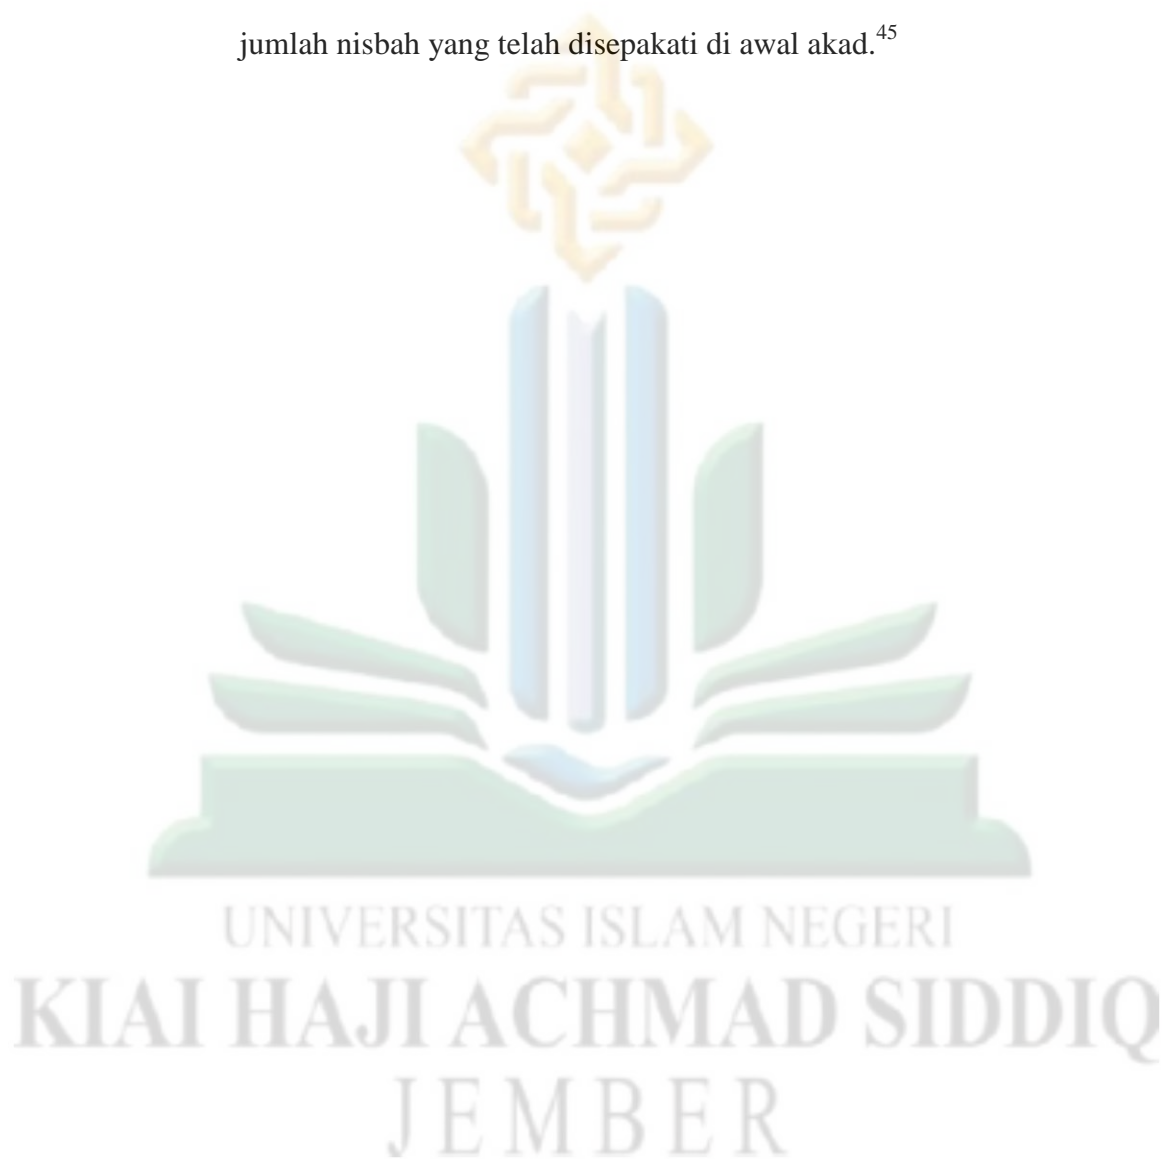 jumlah nisbah yang telah disepakati di awal akad.45
UNIVERSITAS ISLAM NEGERI
KIAI HAJI ACHMAD SIDDIQ
JEMBER